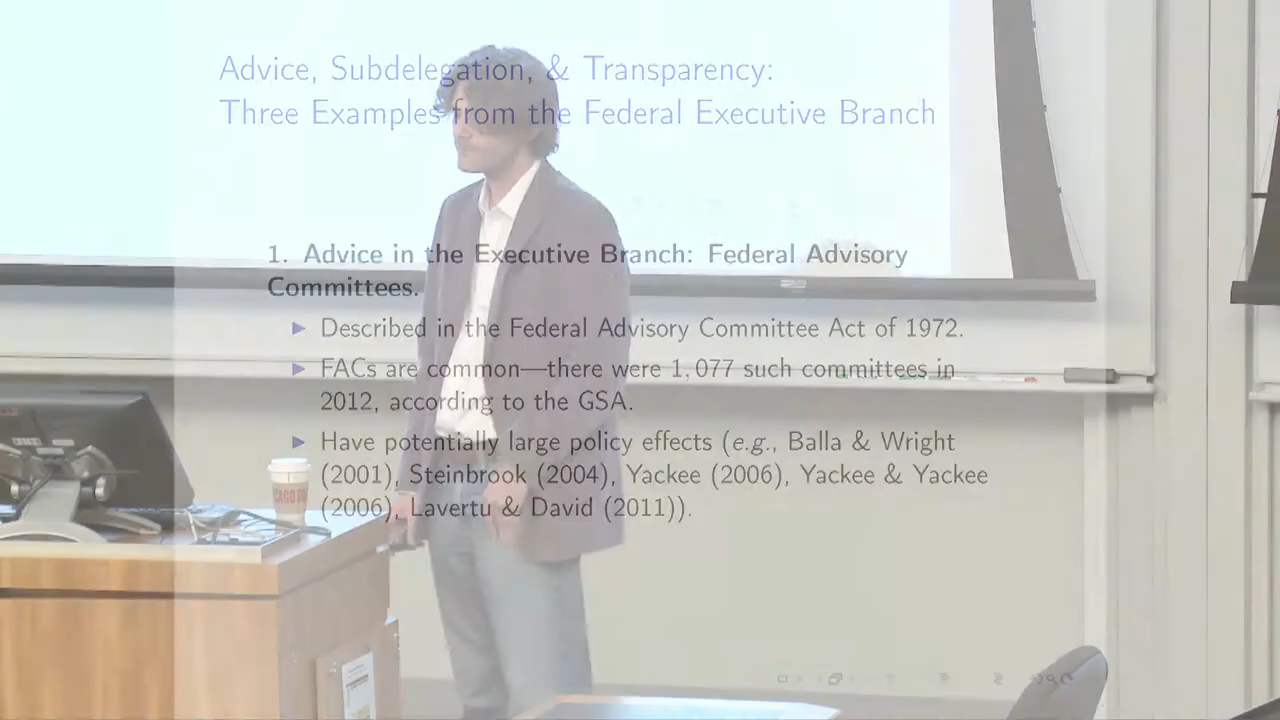 Advice, Subdelegation, & Transparency:
Three Examples from the Federal Executive Branch
1. Advice in the Executive Branch: Federal Advisory
Committees.
Described in the Federal Advisory Committee Act of 1972.
FACs are common—there were 1,077 such committees in
2012, according to the GSA.
Have potentially large policy effects (e.g., Balla & Wright
(2001), Steinbrook (2004), Yackee (2006), Yackee & Yackee
(2006), Lavertu & David (2011)).